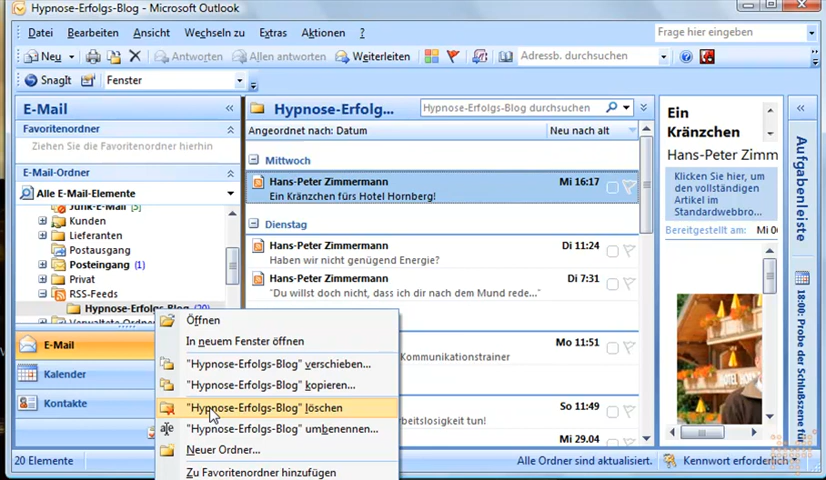 Hypnose-Erfolgs-Blog - Microsoft Outlook
Datei Bearbeiten Ansicht Wechseln zu Extras Aktionen ?
Frage hier eingeben
Neu Antworten Allen antworten Weiterleiten Adressb. durchsuchen
SnagIt Fenster
E-Mail
Favoritenordner
Ziehen Sie die Favoritenordner hierhin
E-Mail-Ordner
Alle E-Mail-Elemente
Junk-E-Mail [3]
Kunden
Lieferanten
Postausgang
Posteingang (1)
Privat
RSS-Feeds
Hypnose-Erfolgs-Blog (20)
Verwaltete Ordner
E-Mail
Kalender
Kontakte
20 Elemente
Hypnose-Erfolg...
Hypnose-Erfolgs-Blog durchsuchen
Angeordnet nach: Datum Neu nach alt
Mittwoch
Hans-Peter Zimmermann Mi 16:17
Ein Kränzchen fürs Hotel Hornberg!
Dienstag
Hans-Peter Zimmermann Di 11:24
Haben wir nicht genügend Energie?
Hans-Peter Zimmermann Di 7:31
"Du willst doch nicht, dass ich dir nach dem Mund rede..."
Mo 11:51
Kommunikationstrainer
So 11:49
Mi 29.04
Öffnen
In neuem Fenster öffnen
"Hypnose-Erfolgs-Blog" verschieben...
"Hypnose-Erfolgs-Blog" kopieren...
"Hypnose-Erfolgs-Blog" löschen
"Hypnose-Erfolgs-Blog" umbenennen...
Neuer Ordner...
Zu Favoritenordner hinzufügen
Ein
Kränzchen
Hans-Peter Zimm
Klicken Sie hier, um
den vollständigen
Artikel im
Standardwebbro...
Bereitgestellt am: Mi 0
Aufgabenleiste
18:00: Probe der Schlußszene für
Alle Ordner sind aktualisiert.
Kennwort erforderlich